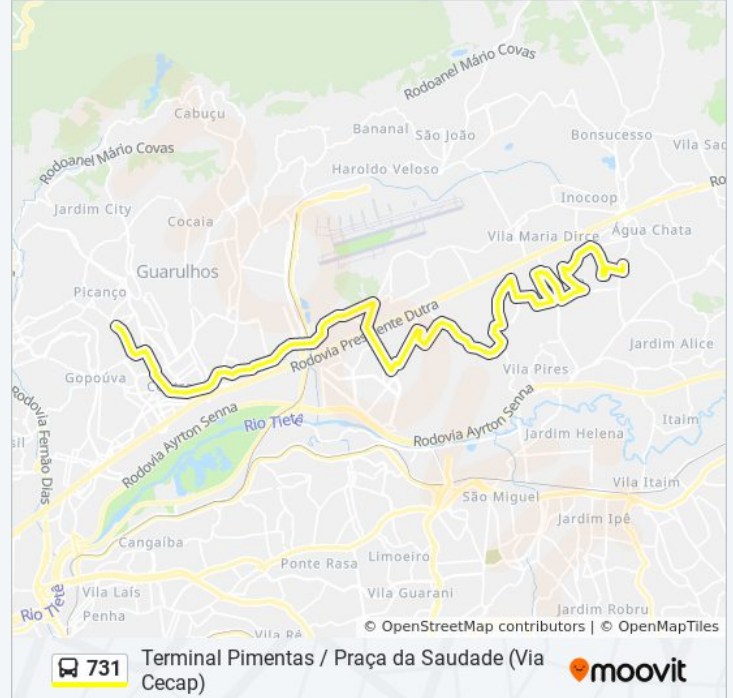 Rodoanel Mário Covas
Cabuçu
Bananal
São João
Bonsucesso
Rodoanel Mário Covas
Haroldo Veloso
Inocoop
Jardim City
Cocaia
Vila Maria Dirce
Água Chata
Guarulhos
Picanço
Rodovia Presidente Dutra
Jardim Alice
Gopoúva
Vila Pires
Rodovia Ayrton Senna
Rio Tietê
Rodovia Ayrton Senna
Jardim Helena
Itaim
Rodovia Fernão Dias
Vila Itaim
São Miguel
Jardim Ipê
Cangaíba
Ponte Rasa
Limoeiro
Vila Laís
Vila Guarani
Rio Tietê
Penha
Jardim Robru
Vila Ré
© OpenStreetMap contributors | © OpenMapTiles
731
Terminal Pimentas / Praça da Saudade (Via
Cecap)
moovit